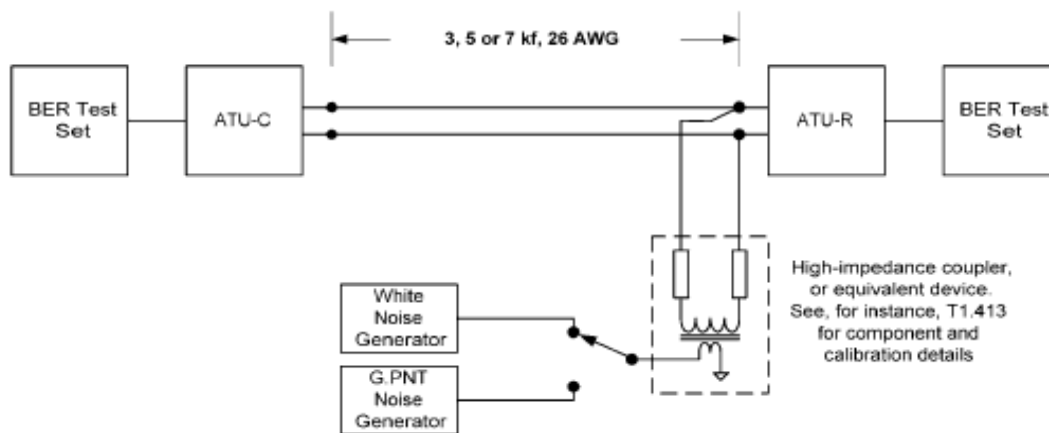 3, 5 or 7 kf, 26 AWG
BER Test
Set
ATU-C
ATU-R
BER Test
Set
High-impedance coupler,
or equivalent device.
See, for instance, T1.413
for component and
calibration details
White
Noise
Generator
G.PNT
Noise
Generator